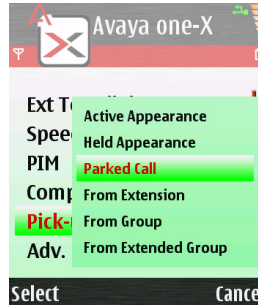 Avaya one-X
Ext
Active Appearance
Spee
Held Appearance
PIM
Parked Call
Comp
From Extension
Pick-
From Group
Adv.
From Extended Group
Select
Cance